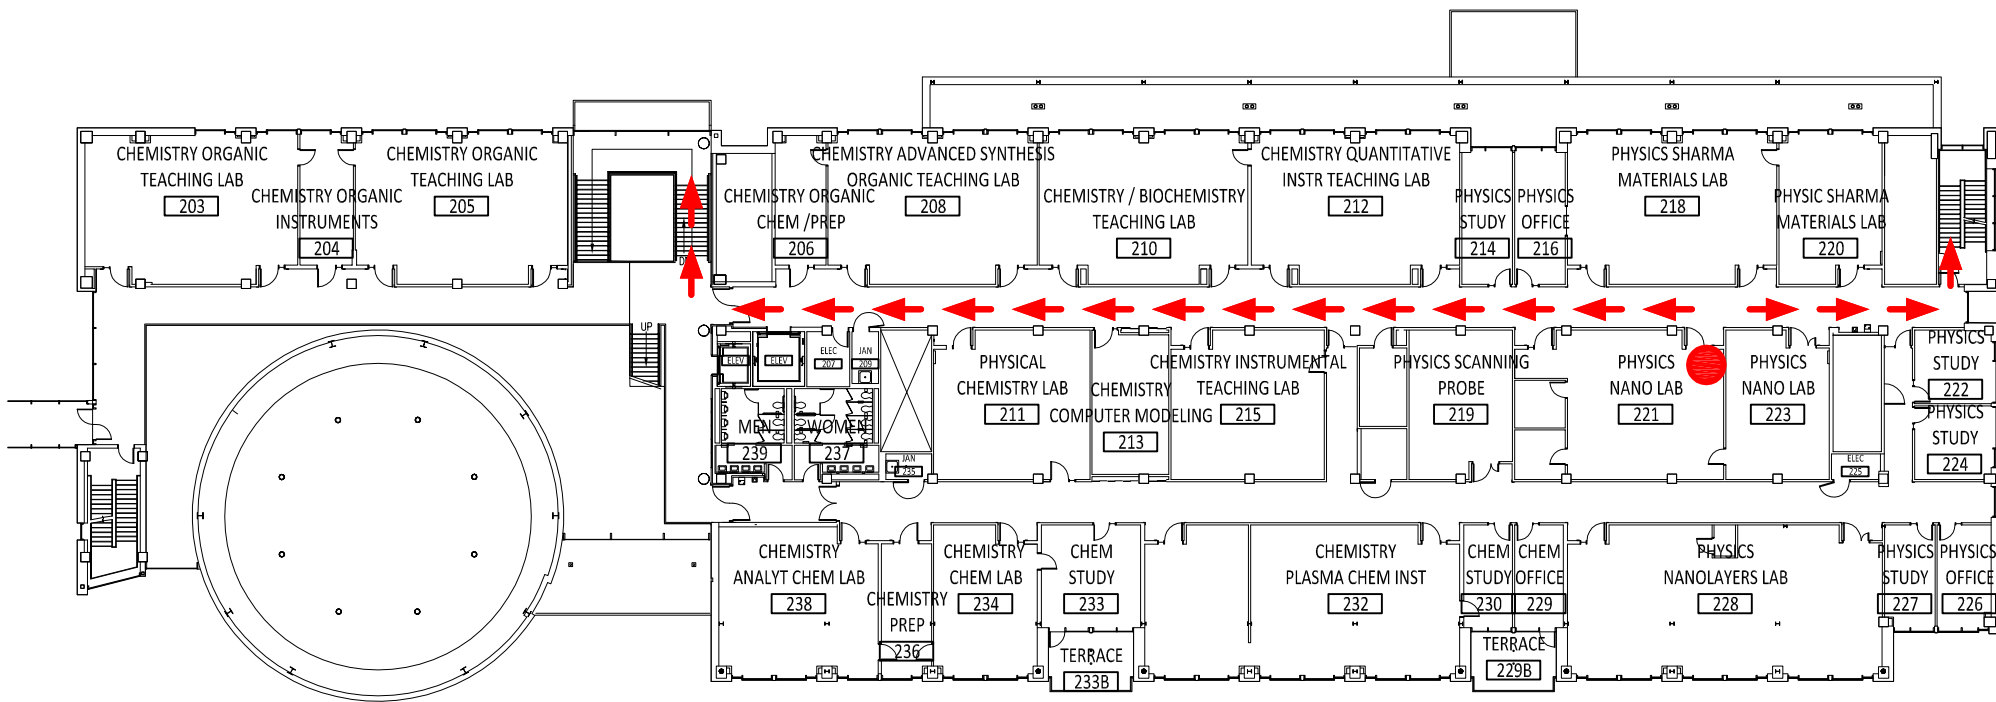 CHEMISTRY ORGANIC
TEACHING LAB
203
CHEMISTRY ORGANIC
INSTRUMENTS
204
CHEMISTRY ORGANIC
TEACHING LAB
205
UP
CHEMISTRY ORGANIC
CHEM /PREP
206
CHEMISTRY ADVANCED SYNTHESIS
ORGANIC TEACHING LAB
208
CHEMISTRY / BIOCHEMISTRY
TEACHING LAB
210
CHEMISTRY QUANTITATIVE
INSTR TEACHING LAB
212
PHYSICS
STUDY
214
PHYSICS
OFFICE
216
PHYSICS SHARMA
MATERIALS LAB
218
PHYSIC SHARMA
MATERIALS LAB
220
ELEV
ELEV
ELEC
207
JAN
209
PHYSICAL
CHEMISTRY LAB
211
CHEMISTRY
COMPUTER MODELING
213
CHEMISTRY INSTRUMENTAL
TEACHING LAB
215
PHYSICS SCANNING
PROBE
219
PHYSICS
NANO LAB
221
PHYSICS
NANO LAB
223
PHYSICS
STUDY
222
PHYSICS
STUDY
224
MEN
239
WOMEN
237
JAN
235
ELEC
225
CHEMISTRY
ANALYT CHEM LAB
238
CHEMISTRY
PREP
236
CHEMISTRY
CHEM LAB
234
CHEM
STUDY
233
TERRACE
233B
CHEMISTRY
PLASMA CHEM INST
232
CHEM
STUDY
230
CHEM
OFFICE
229
TERRACE
229B
PHYSICS
NANOLAYERS LAB
228
PHYSICS
STUDY
227
PHYSICS
OFFICE
226